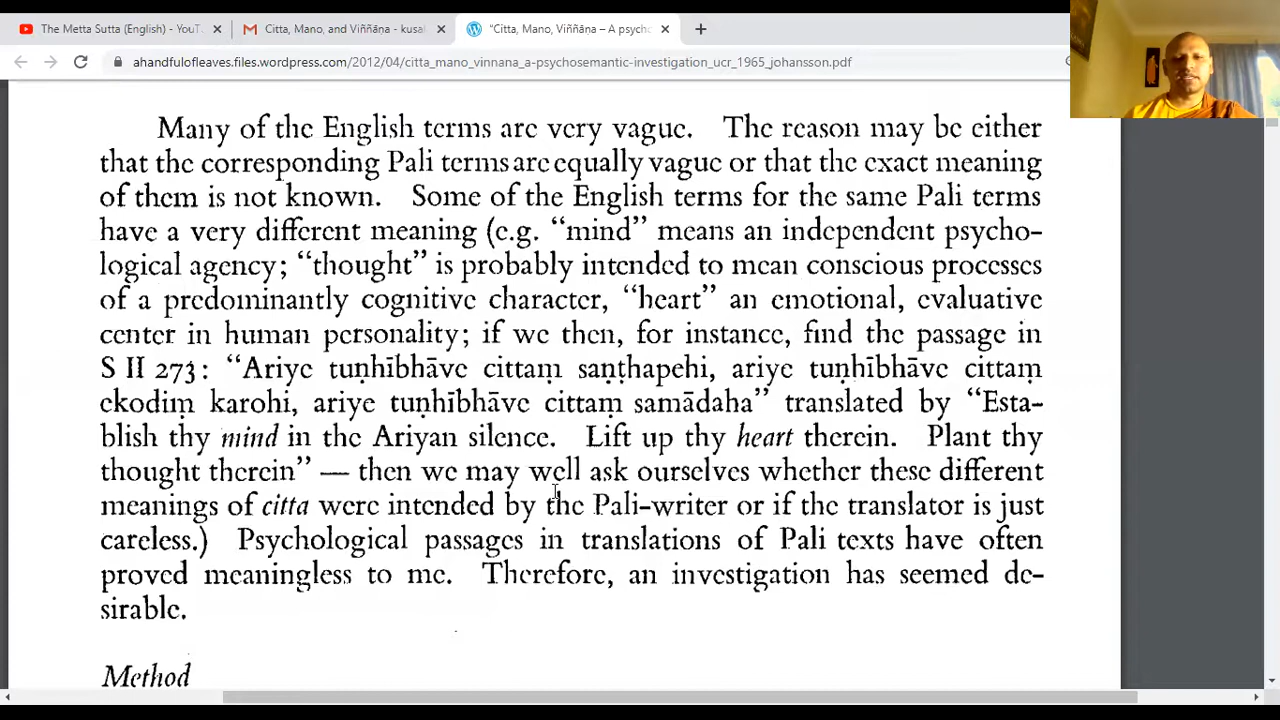 The Metta Sutta (English) - YouT
Citta, Mano, and Viññāṇa - kusal
"Citta, Mano, Viññāṇa – A psycho
ahandfulofleaves.files.wordpress.com/2012/04/citta_mano_vinnana_a-psychosemantic-investigation_ucr_1965_johansson.pdf
Many of the English terms are very vague. The reason may be either
that the corresponding Pali terms are equally vague or that the exact meaning
of them is not known. Some of the English terms for the same Pali terms
have a very different meaning (e.g. "mind" means an independent psycho-
logical agency; "thought" is probably intended to mean conscious processes
of a predominantly cognitive character, "heart" an emotional, evaluative
center in human personality; if we then, for instance, find the passage in
S II 273: "Ariye tuṇhībhāve cittaṃ saṇṭhapehi, ariye tuṇhībhāve cittaṃ
ekodiṃ karohi, ariye tuṇhībhāve cittaṃ samādaha" translated by "Esta-
blish thy mind in the Ariyan silence. Lift up thy heart therein. Plant thy
thought therein" — then we may well ask ourselves whether these different
meanings of citta were intended by the Pali-writer or if the translator is just
careless.) Psychological passages in translations of Pali texts have often
proved meaningless to me. Therefore, an investigation has seemed de-
sirable.
Method